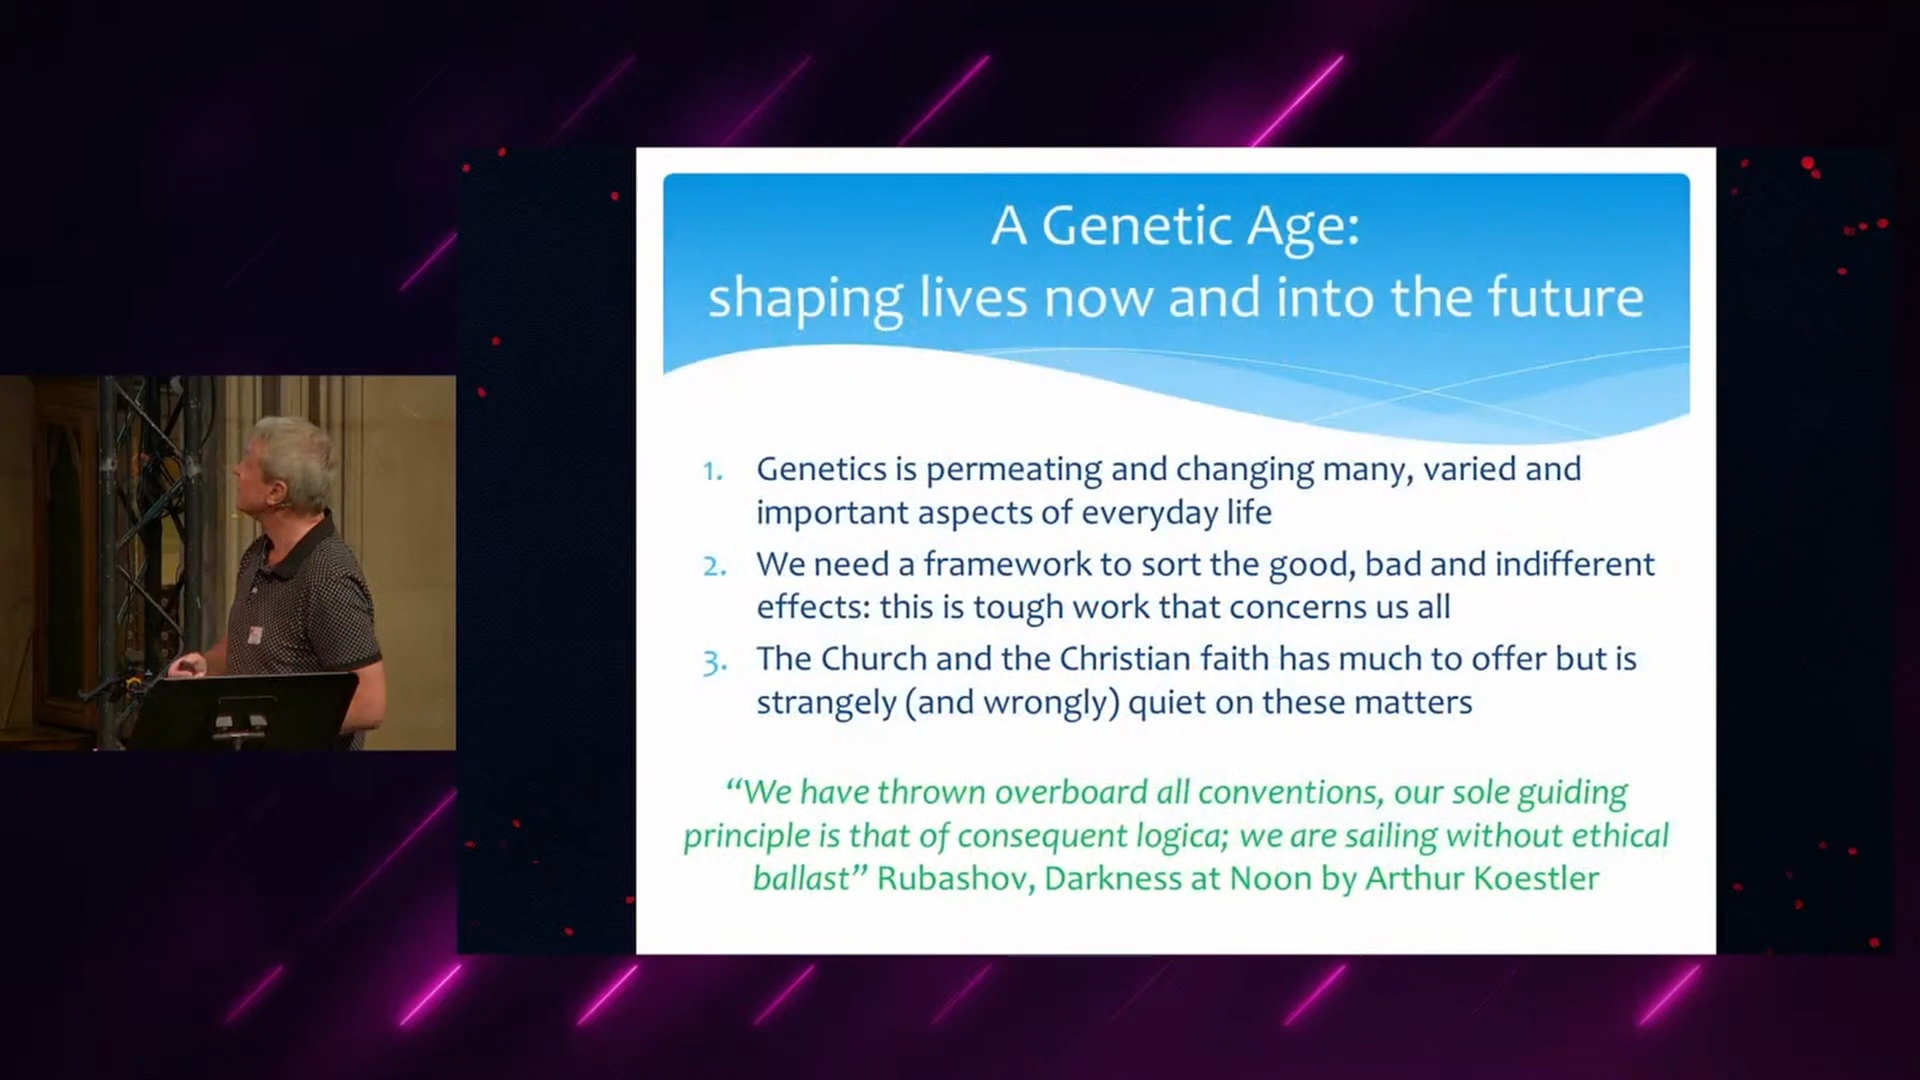 A Genetic Age:
shaping lives now and into the future
1. Genetics is permeating and changing many, varied and
important aspects of everyday life
2. We need a framework to sort the good, bad and indifferent
effects: this is tough work that concerns us all
3. The Church and the Christian faith has much to offer but is
strangely (and wrongly) quiet on these matters
“We have thrown overboard all conventions, our sole guiding
principle is that of consequent logica; we are sailing without ethical
ballast” Rubashov, Darkness at Noon by Arthur Koestler